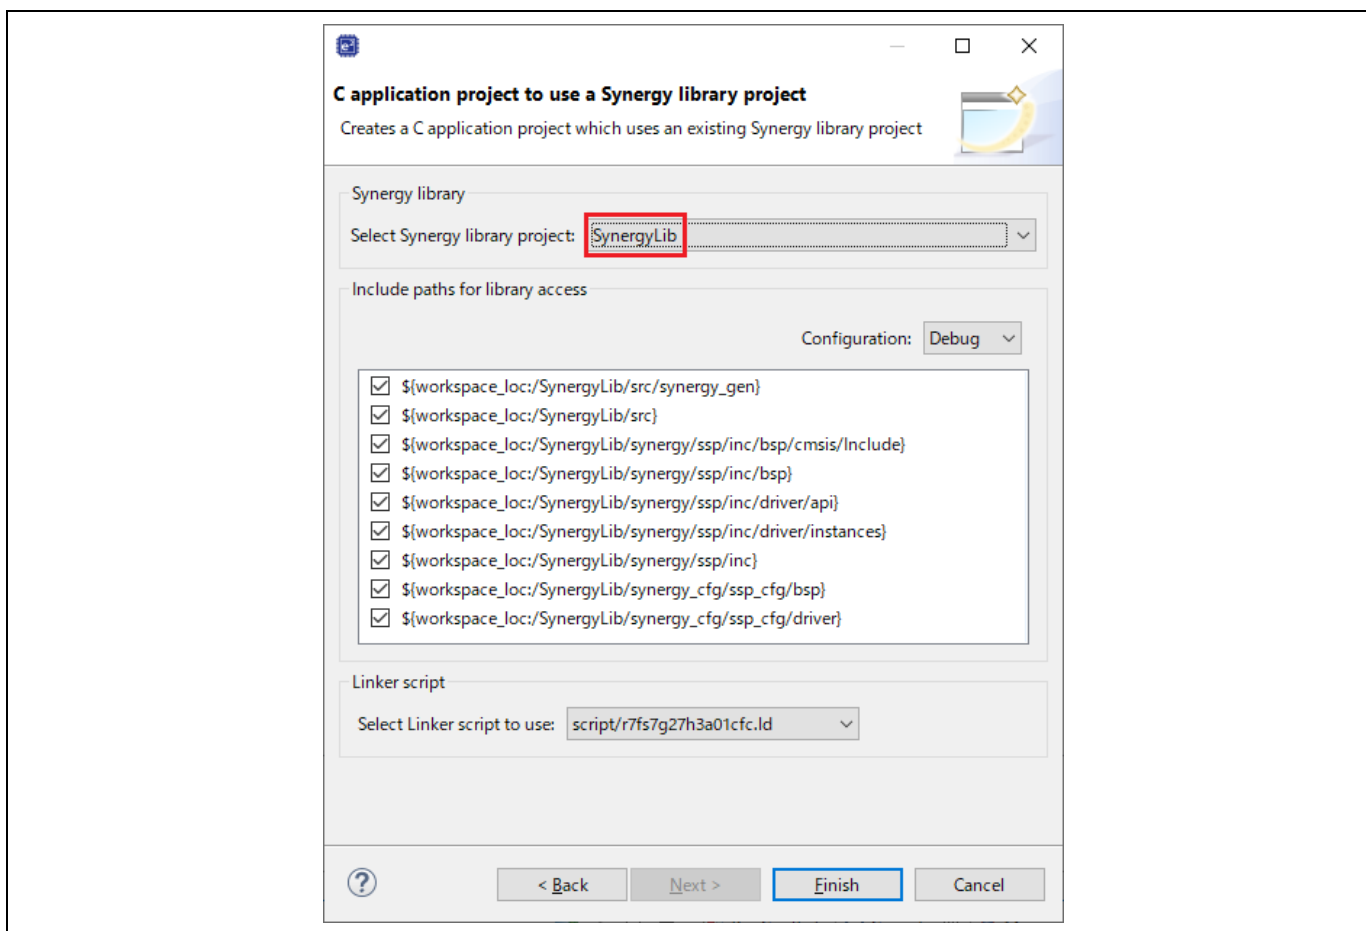 C application project to use a Synergy library project
Creates a C application project which uses an existing Synergy library project
Synergy library
Select Synergy library project: SynergyLib
Include paths for library access
Configuration: Debug
${workspace_loc:/SynergyLib/src/synergy_gen}
${workspace_loc:/SynergyLib/src}
${workspace_loc:/SynergyLib/synergy/ssp/inc/bsp/cmsis/Include}
${workspace_loc:/SynergyLib/synergy/ssp/inc/bsp}
${workspace_loc:/SynergyLib/synergy/ssp/inc/driver/api}
${workspace_loc:/SynergyLib/synergy/ssp/inc/driver/instances}
${workspace_loc:/SynergyLib/synergy/ssp/inc}
${workspace_loc:/SynergyLib/synergy_cfg/ssp_cfg/bsp}
${workspace_loc:/SynergyLib/synergy_cfg/ssp_cfg/driver}
Linker script
Select Linker script to use: script/r7fs7g27h3a01cfc.ld
? < Back Next > Finish Cancel